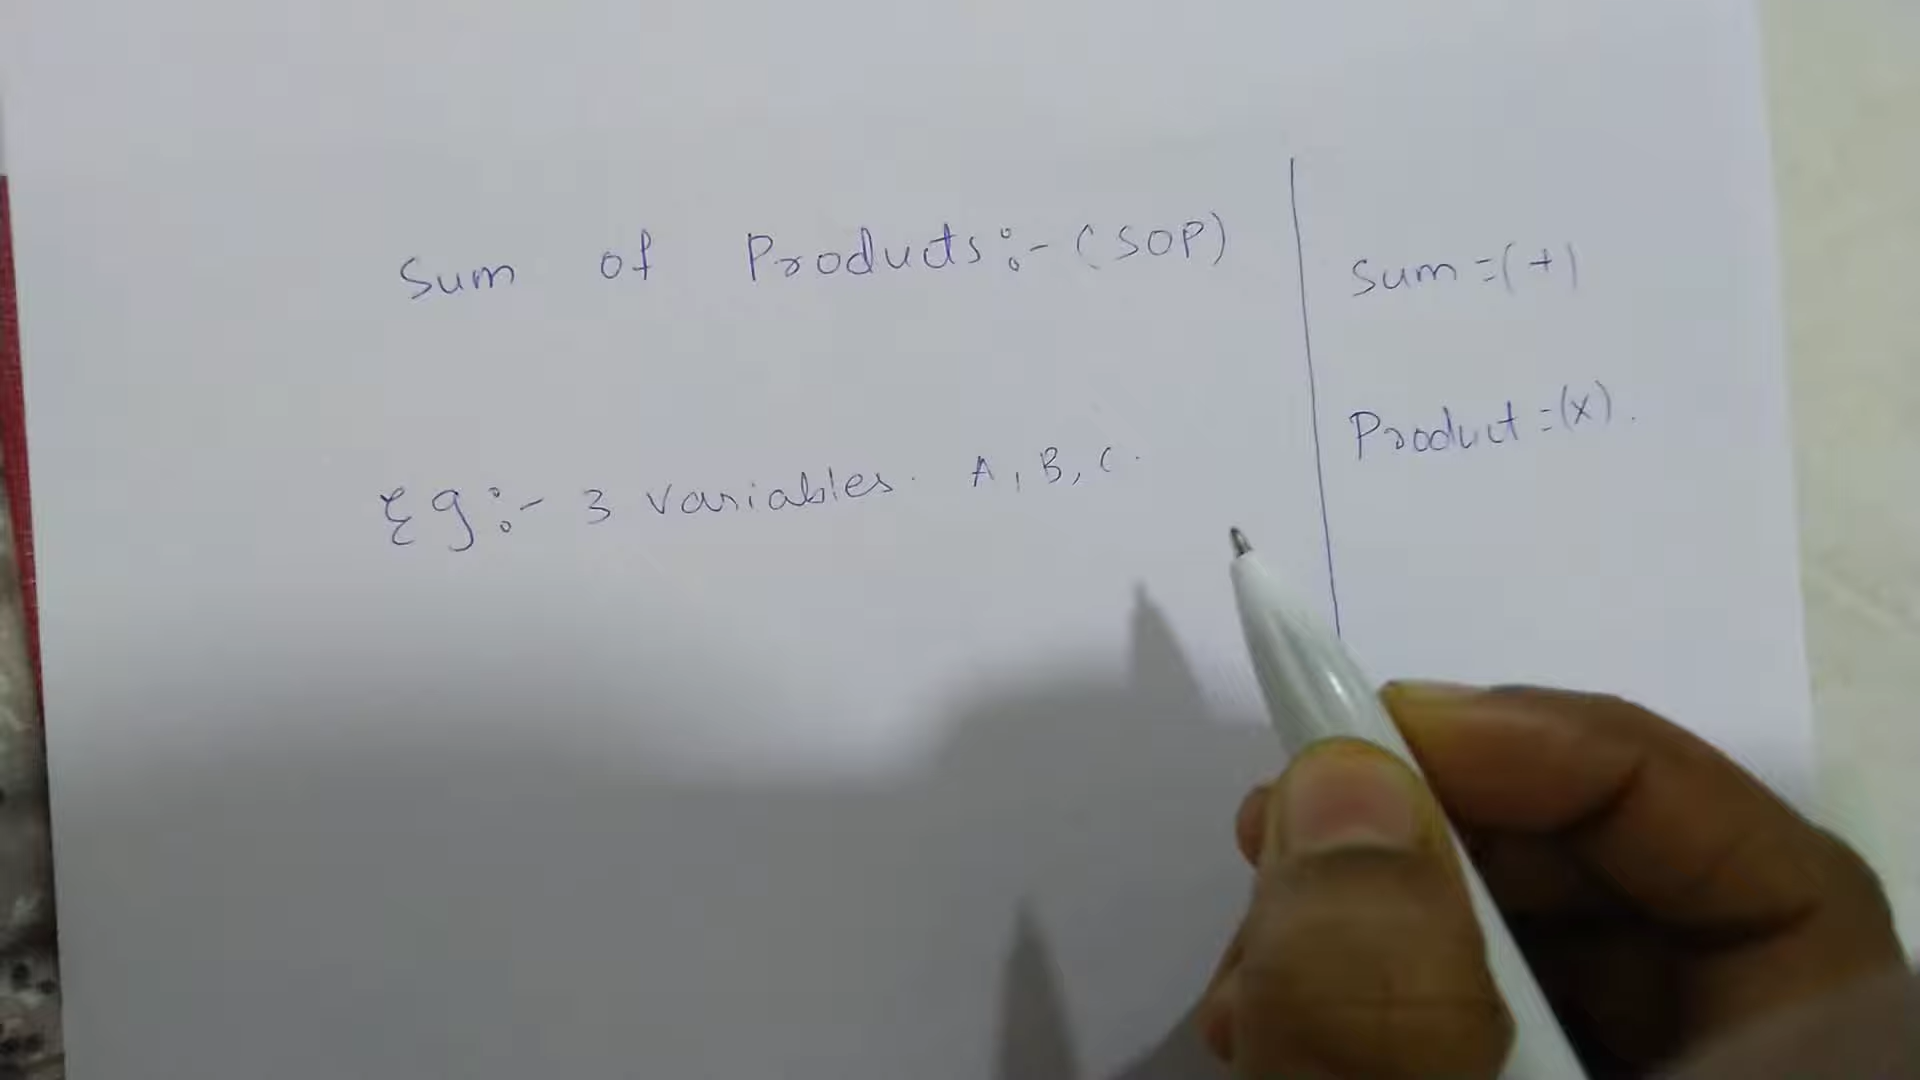 Sum of Products:- (SOP)
Eg:- 3 variables. A, B, C.
Sum = (+)
Product = (x).